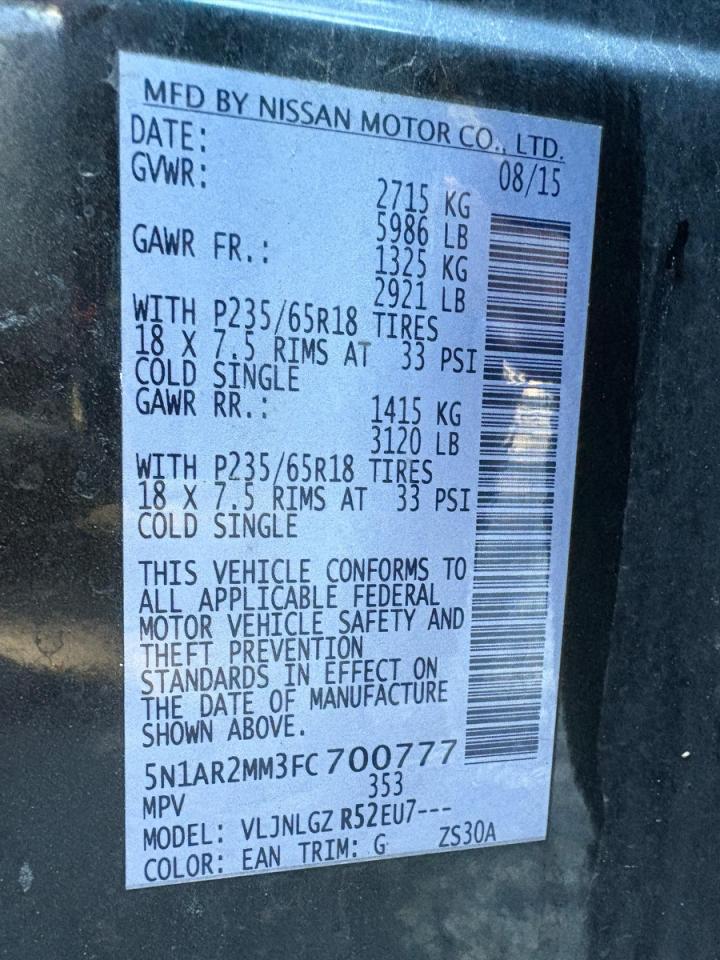 MFD BY NISSAN MOTOR CO., LTD.
DATE: 08/15
GVWR: 2715 KG
5986 LB
GAWR FR.: 1325 KG
2921 LB
WITH P235/65R18 TIRES
18 X 7.5 RIMS AT 33 PSI
COLD SINGLE
GAWR RR.: 1415 KG
3120 LB
WITH P235/65R18 TIRES
18 X 7.5 RIMS AT 33 PSI
COLD SINGLE
THIS VEHICLE CONFORMS TO
ALL APPLICABLE FEDERAL
MOTOR VEHICLE SAFETY AND
THEFT PREVENTION
STANDARDS IN EFFECT ON
THE DATE OF MANUFACTURE
SHOWN ABOVE.
5N1AR2MM3FC700777
MPV 353
MODEL: VLJNLGZ R52EU7---
COLOR: EAN TRIM: G ZS30A